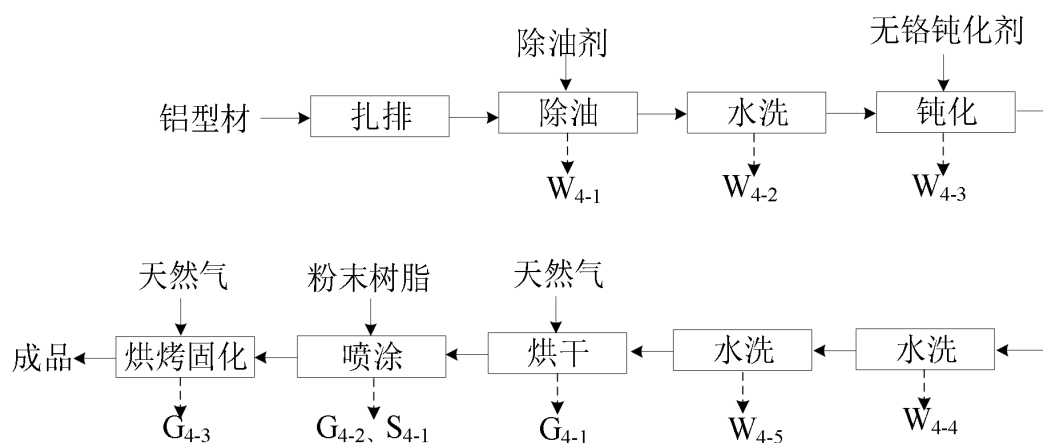 除油剂 无铬钝化剂
铝型材 扎排 除油 水洗 钝化
W4-1 W4-2 W4-3
天然气 粉末树脂 天然气
成品 烘烤固化 喷涂 烘干 水洗 水洗
G4-3 G4-2、S4-1 G4-1 W4-5 W4-4